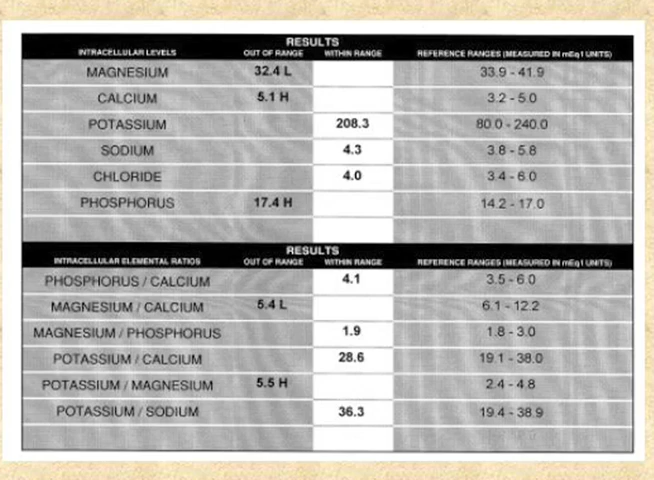 RESULTS
INTRACELLULAR LEVELS OUT OF RANGE WITHIN RANGE REFERENCE RANGES (MEASURED IN mEq/l UNITS)
MAGNESIUM 32.4 L 33.9 - 41.9
CALCIUM 5.1 H 3.2 - 5.0
POTASSIUM 208.3 80.0 - 240.0
SODIUM 4.3 3.8 - 5.8
CHLORIDE 4.0 3.4 - 6.0
PHOSPHORUS 17.4 H 14.2 - 17.0
RESULTS
INTRACELLULAR ELEMENTAL RATIOS OUT OF RANGE WITHIN RANGE REFERENCE RANGES (MEASURED IN mEq/l UNITS)
PHOSPHORUS / CALCIUM 4.1 3.5 - 6.0
MAGNESIUM / CALCIUM 5.4 L 6.1 - 12.2
MAGNESIUM / PHOSPHORUS 1.9 1.8 - 3.0
POTASSIUM / CALCIUM 28.6 19.1 - 38.0
POTASSIUM / MAGNESIUM 5.5 H 2.4 - 4.8
POTASSIUM / SODIUM 36.3 19.4 - 38.9